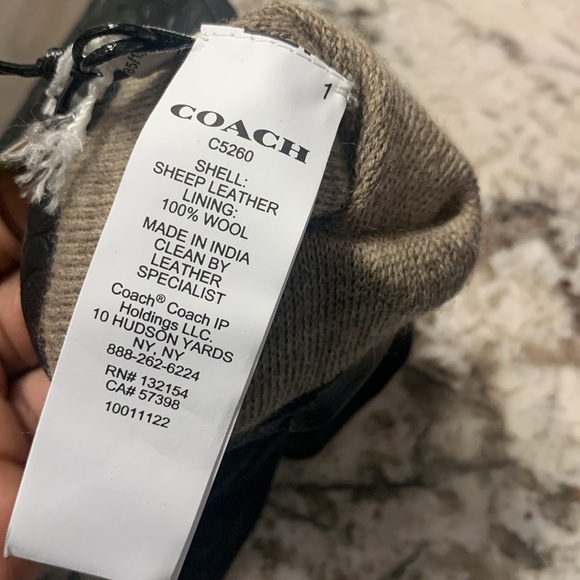 1
COACH
C5260
SHELL:
SHEEP LEATHER
LINING:
100% WOOL
MADE IN INDIA
CLEAN BY
LEATHER
SPECIALIST
Coach® Coach IP
Holdings LLC.
10 HUDSON YARDS
NY, NY
888-262-6224
RN# 132154
CA# 57398
10011122